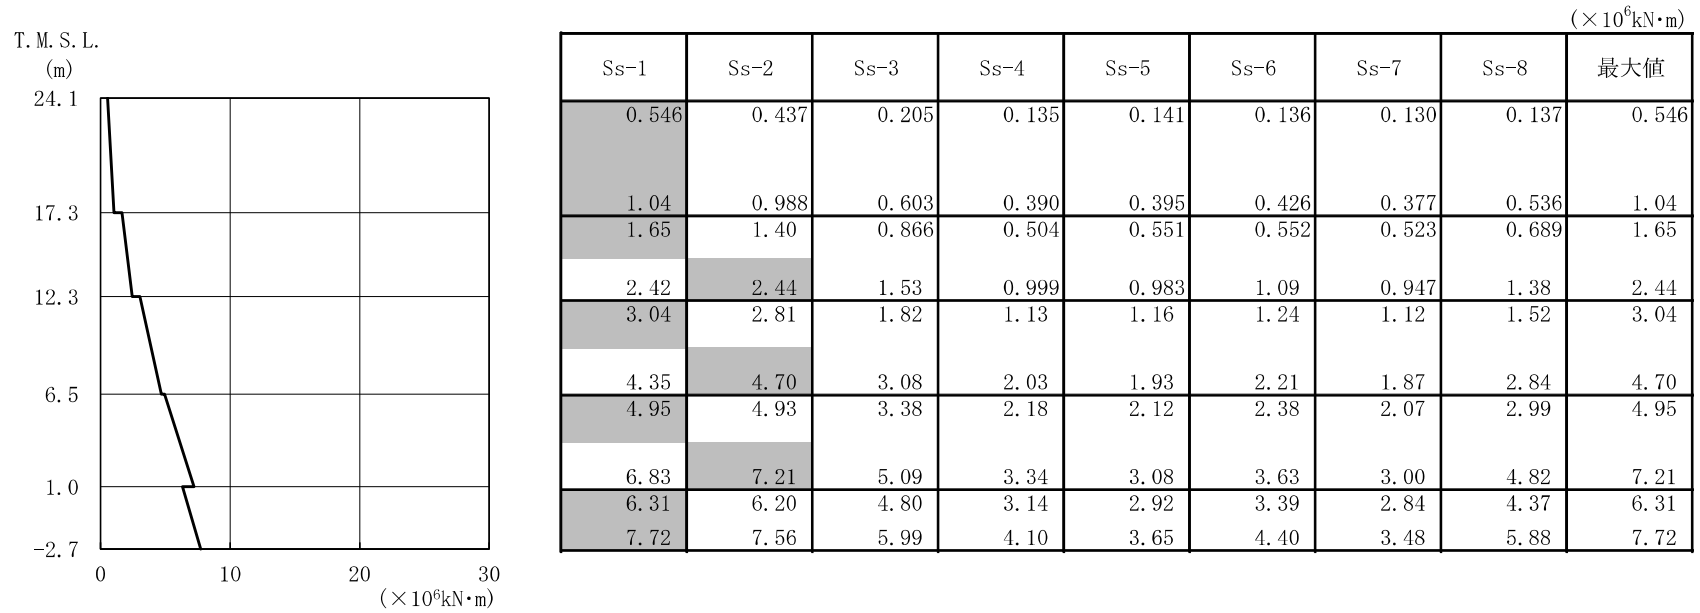 T.M.S.L.
(m)
24.1
17.3
12.3
6.5
1.0
-2.7
0 10 20 30
(×10⁶kN・m)
(×10⁶kN・m)
Ss-1 Ss-2 Ss-3 Ss-4 Ss-5 Ss-6 Ss-7 Ss-8 最大値
0.546 0.437 0.205 0.135 0.141 0.136 0.130 0.137 0.546
1.04 0.988 0.603 0.390 0.395 0.426 0.377 0.536 1.04
1.65 1.40 0.866 0.504 0.551 0.552 0.523 0.689 1.65
2.42 2.44 1.53 0.999 0.983 1.09 0.947 1.38 2.44
3.04 2.81 1.82 1.13 1.16 1.24 1.12 1.52 3.04
4.35 4.70 3.08 2.03 1.93 2.21 1.87 2.84 4.70
4.95 4.93 3.38 2.18 2.12 2.38 2.07 2.99 4.95
6.83 7.21 5.09 3.34 3.08 3.63 3.00 4.82 7.21
6.31 6.20 4.80 3.14 2.92 3.39 2.84 4.37 6.31
7.72 7.56 5.99 4.10 3.65 4.40 3.48 5.88 7.72